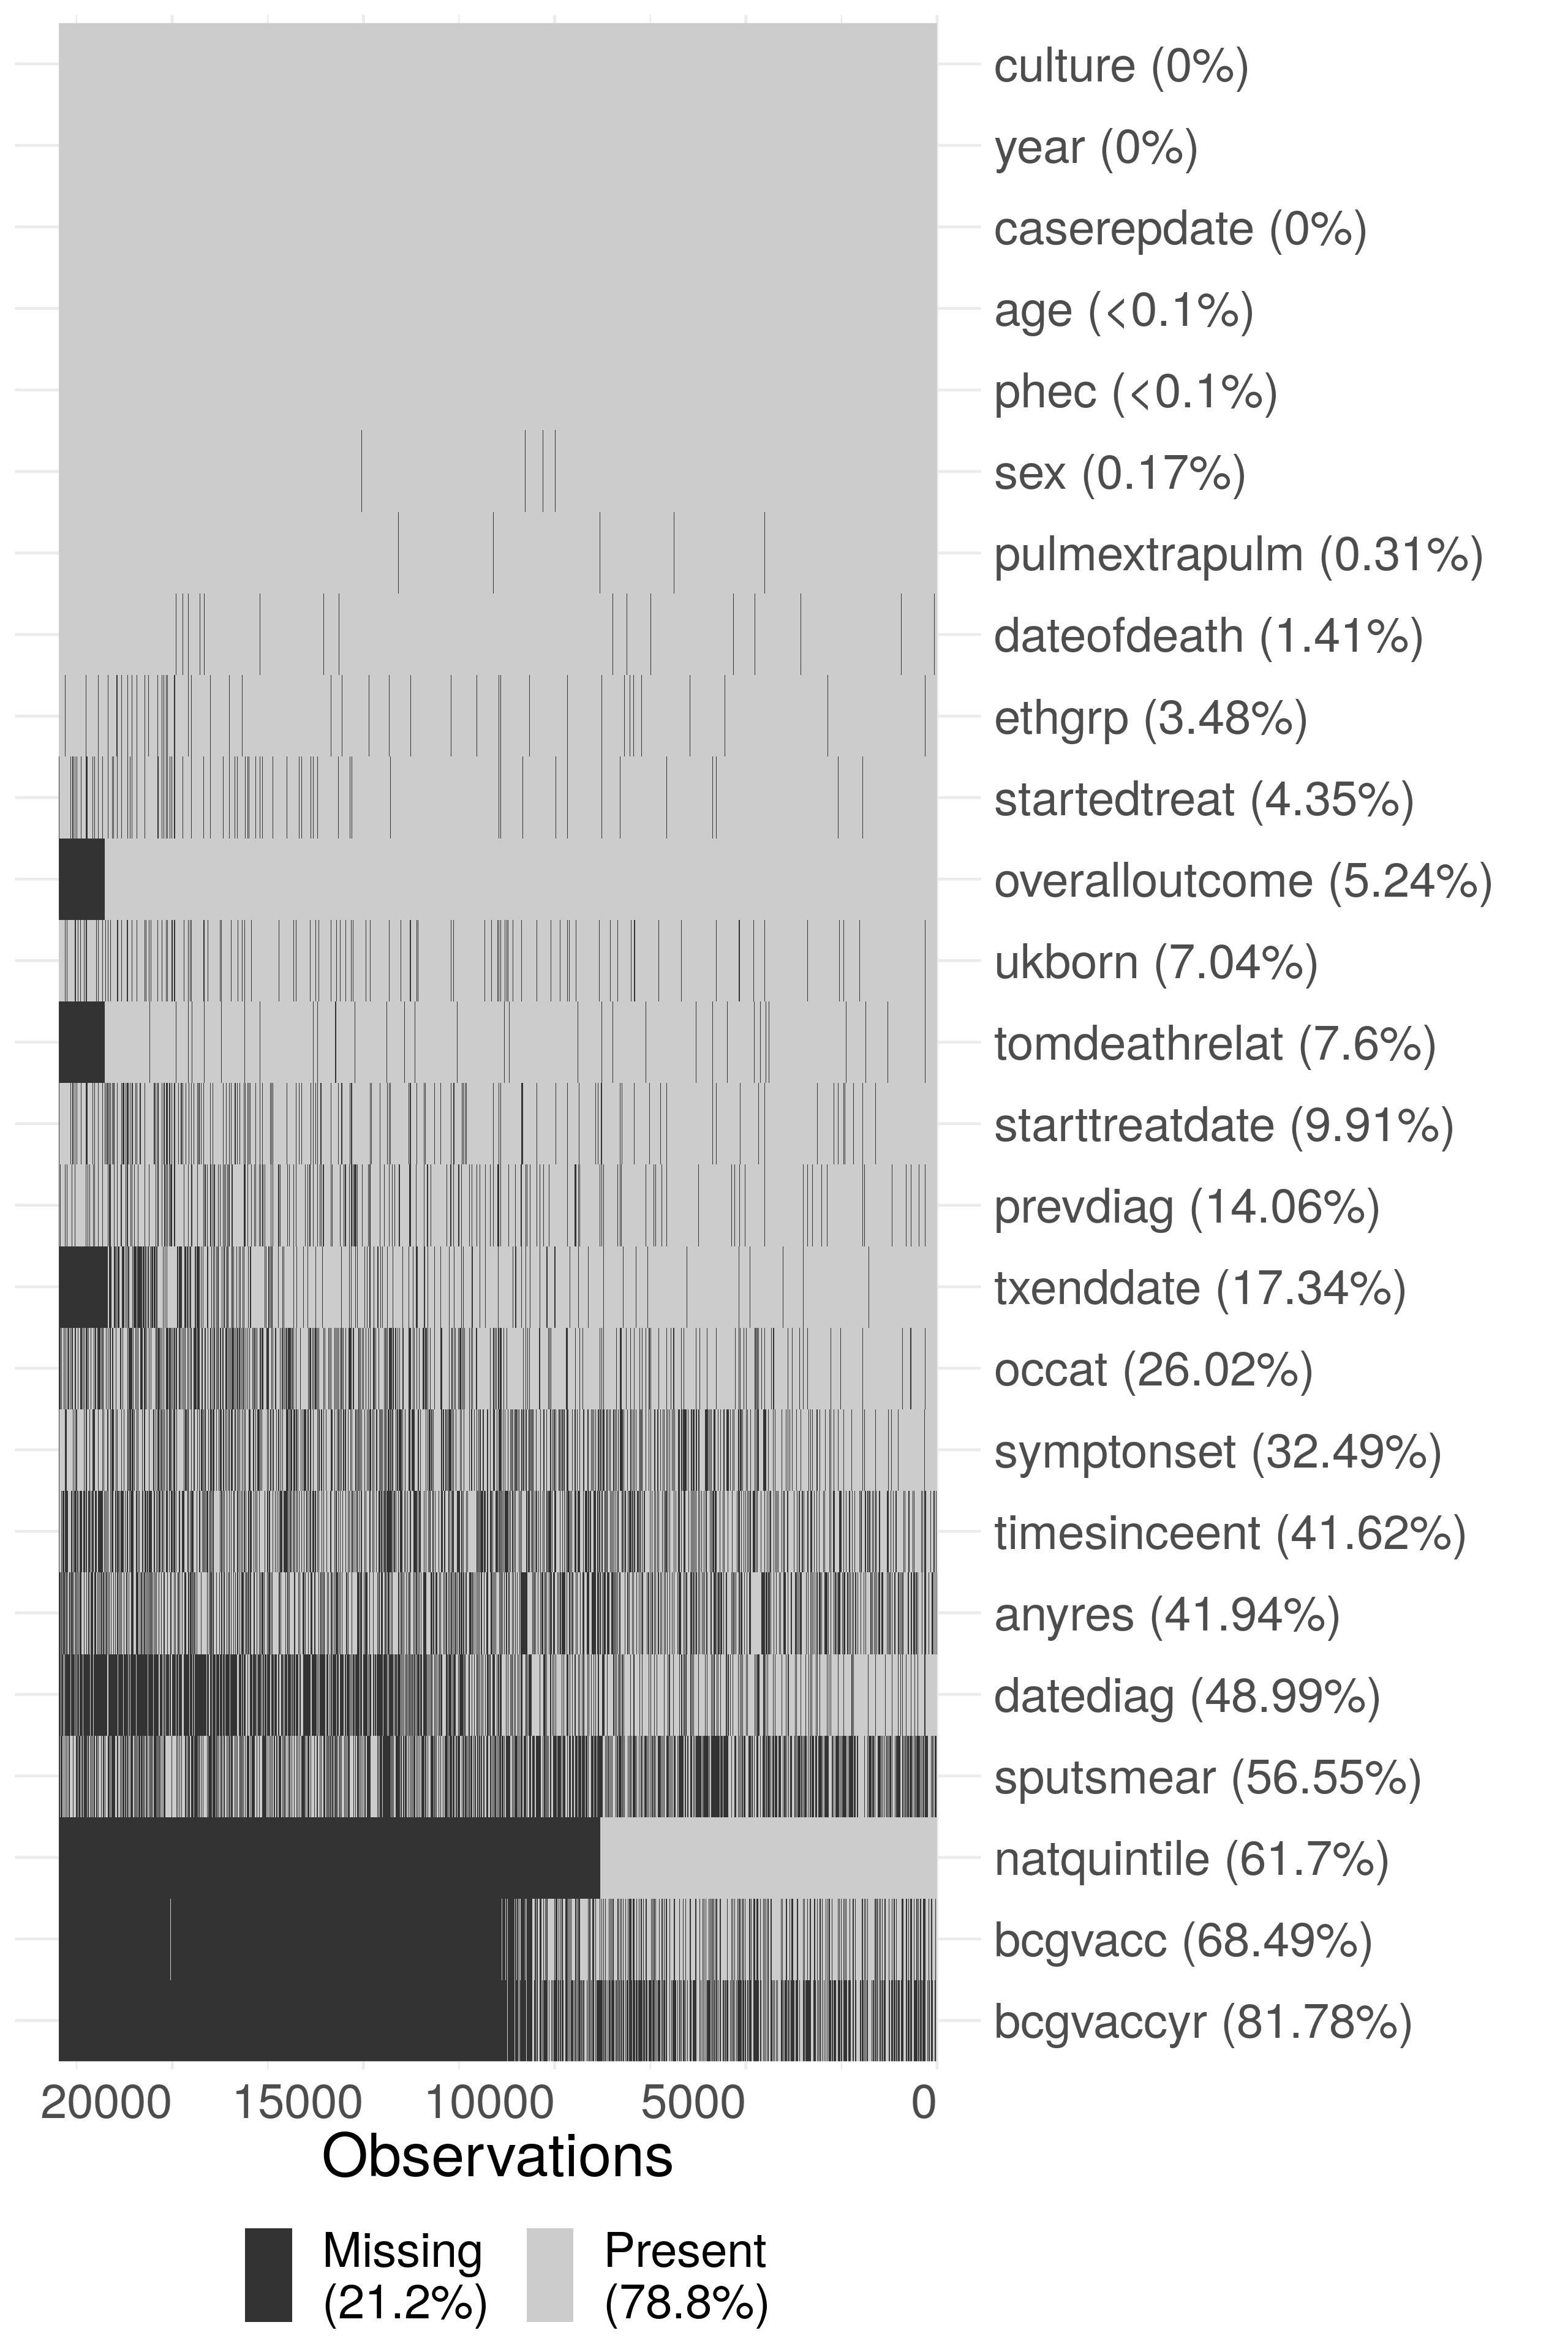 culture (0%)
year (0%)
caserepdate (0%)
age (<0.1%)
phec (<0.1%)
sex (0.17%)
pulmextrapulm (0.31%)
dateofdeath (1.41%)
ethgrp (3.48%)
startedtreat (4.35%)
overalloutcome (5.24%)
ukborn (7.04%)
tomdeathrelat (7.6%)
starttreatdate (9.91%)
prevdiag (14.06%)
txenddate (17.34%)
occat (26.02%)
symptonset (32.49%)
timesinceent (41.62%)
anyres (41.94%)
datediag (48.99%)
sputsmear (56.55%)
natquintile (61.7%)
bcgvacc (68.49%)
bcgvaccyr (81.78%)
20000 15000 10000 5000 0
Observations
Missing Present
(21.2%) (78.8%)